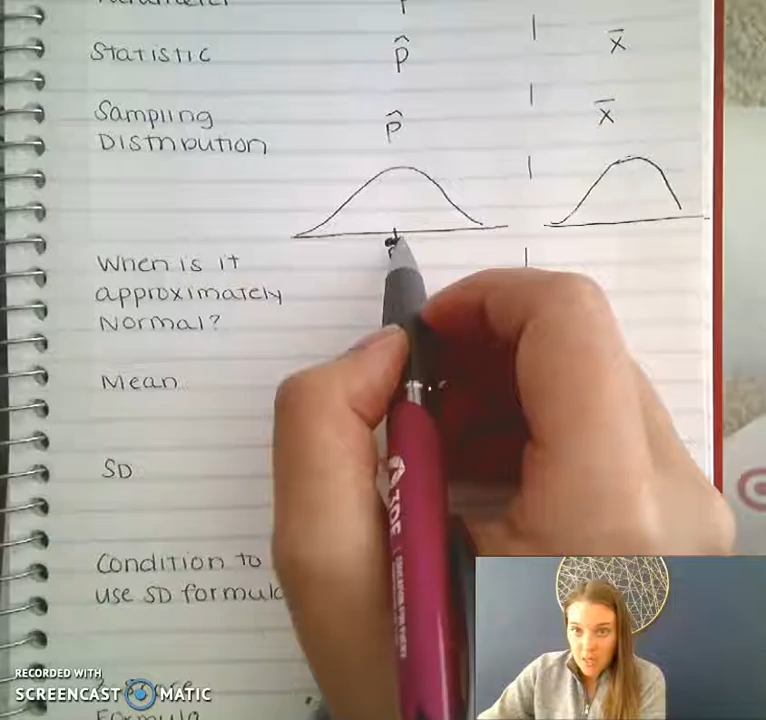 Statistic p̂ | x̄
Sampling
Distribution p̂ | x̄
When is it
approximately
Normal?
Mean
SD
Condition to
use SD formula
RECORDED WITH
SCREENCAST MATIC
Formula